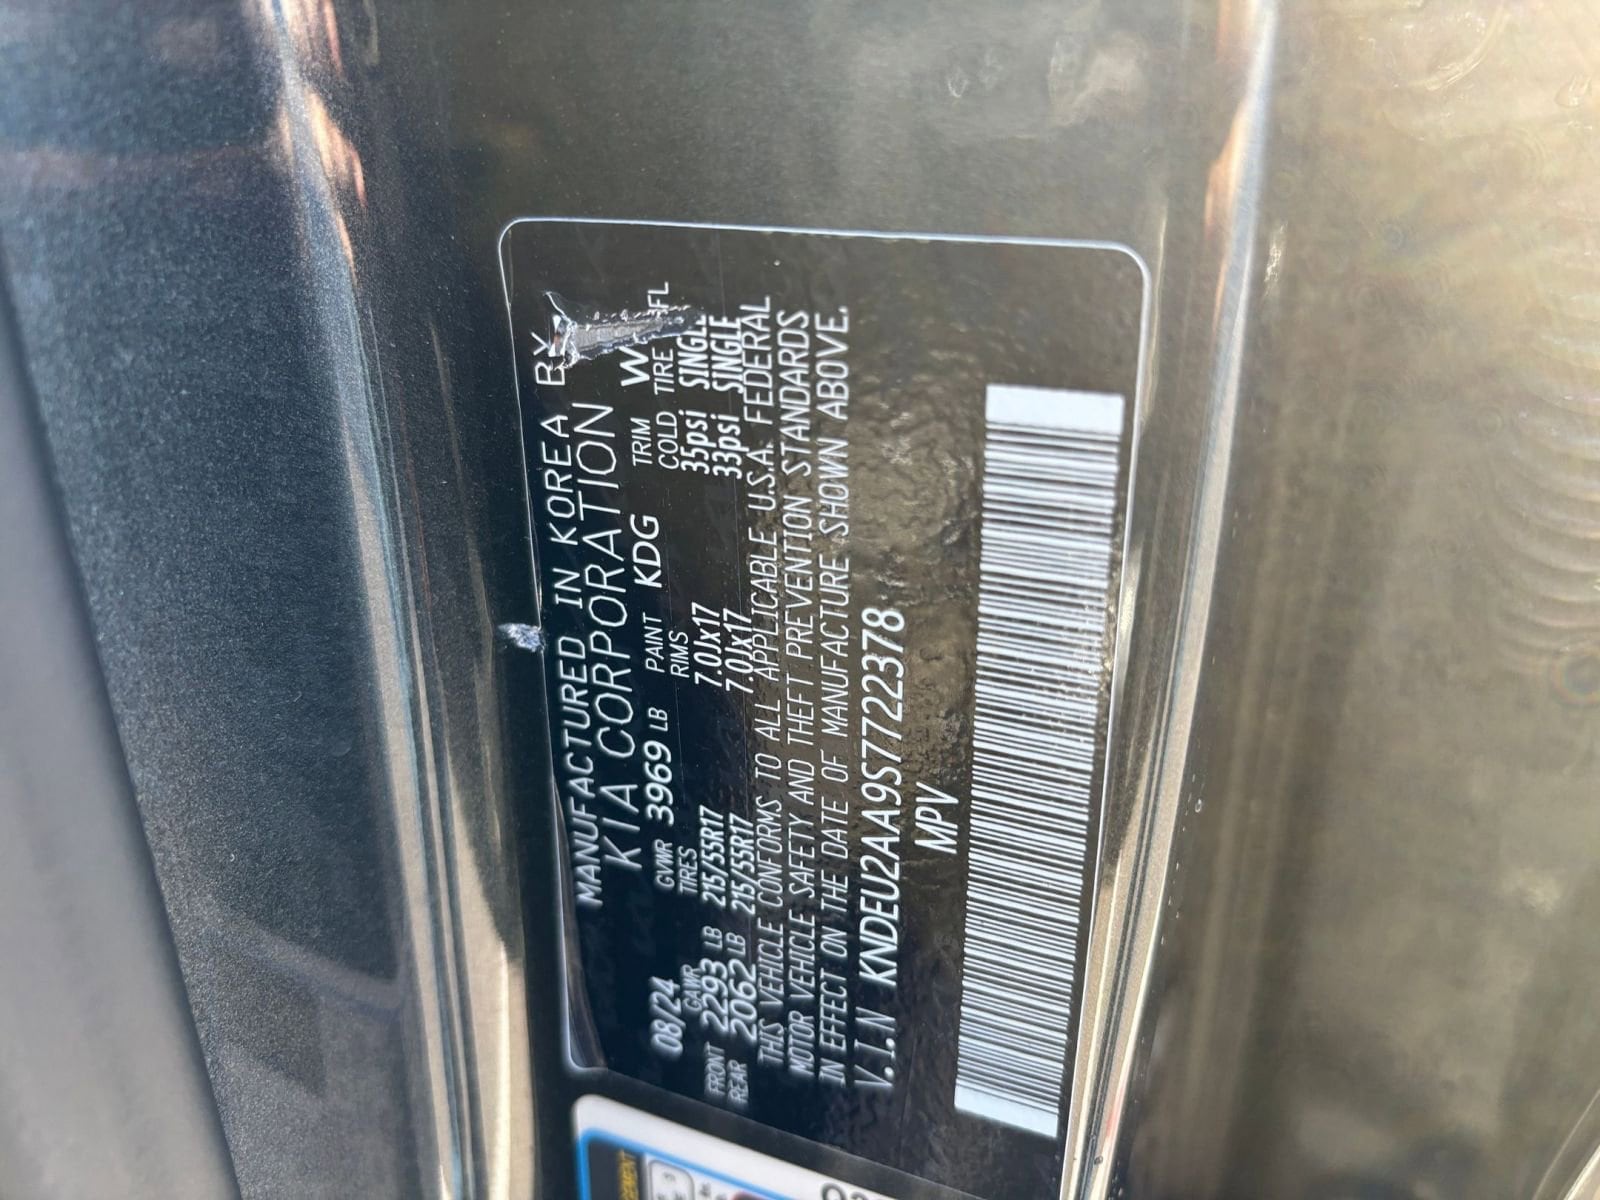 MANUFACTURED IN KOREA BY
KIA CORPORATION
08/24 GVWR 3969 LB PAINT KDG TRIM W
GAWR TIRES RIMS COLD TIRE FL
FRONT 2293 LB 215/55R17 7.0Jx17 35psi SINGLE
REAR 2062 LB 215/55R17 7.0Jx17 33psi SINGLE
THIS VEHICLE CONFORMS TO ALL APPLICABLE U.S.A. FEDERAL
MOTOR VEHICLE SAFETY AND THEFT PREVENTION STANDARDS
IN EFFECT ON THE DATE OF MANUFACTURE SHOWN ABOVE.
V.I.N KNDEU2AA9S7722378
MPV